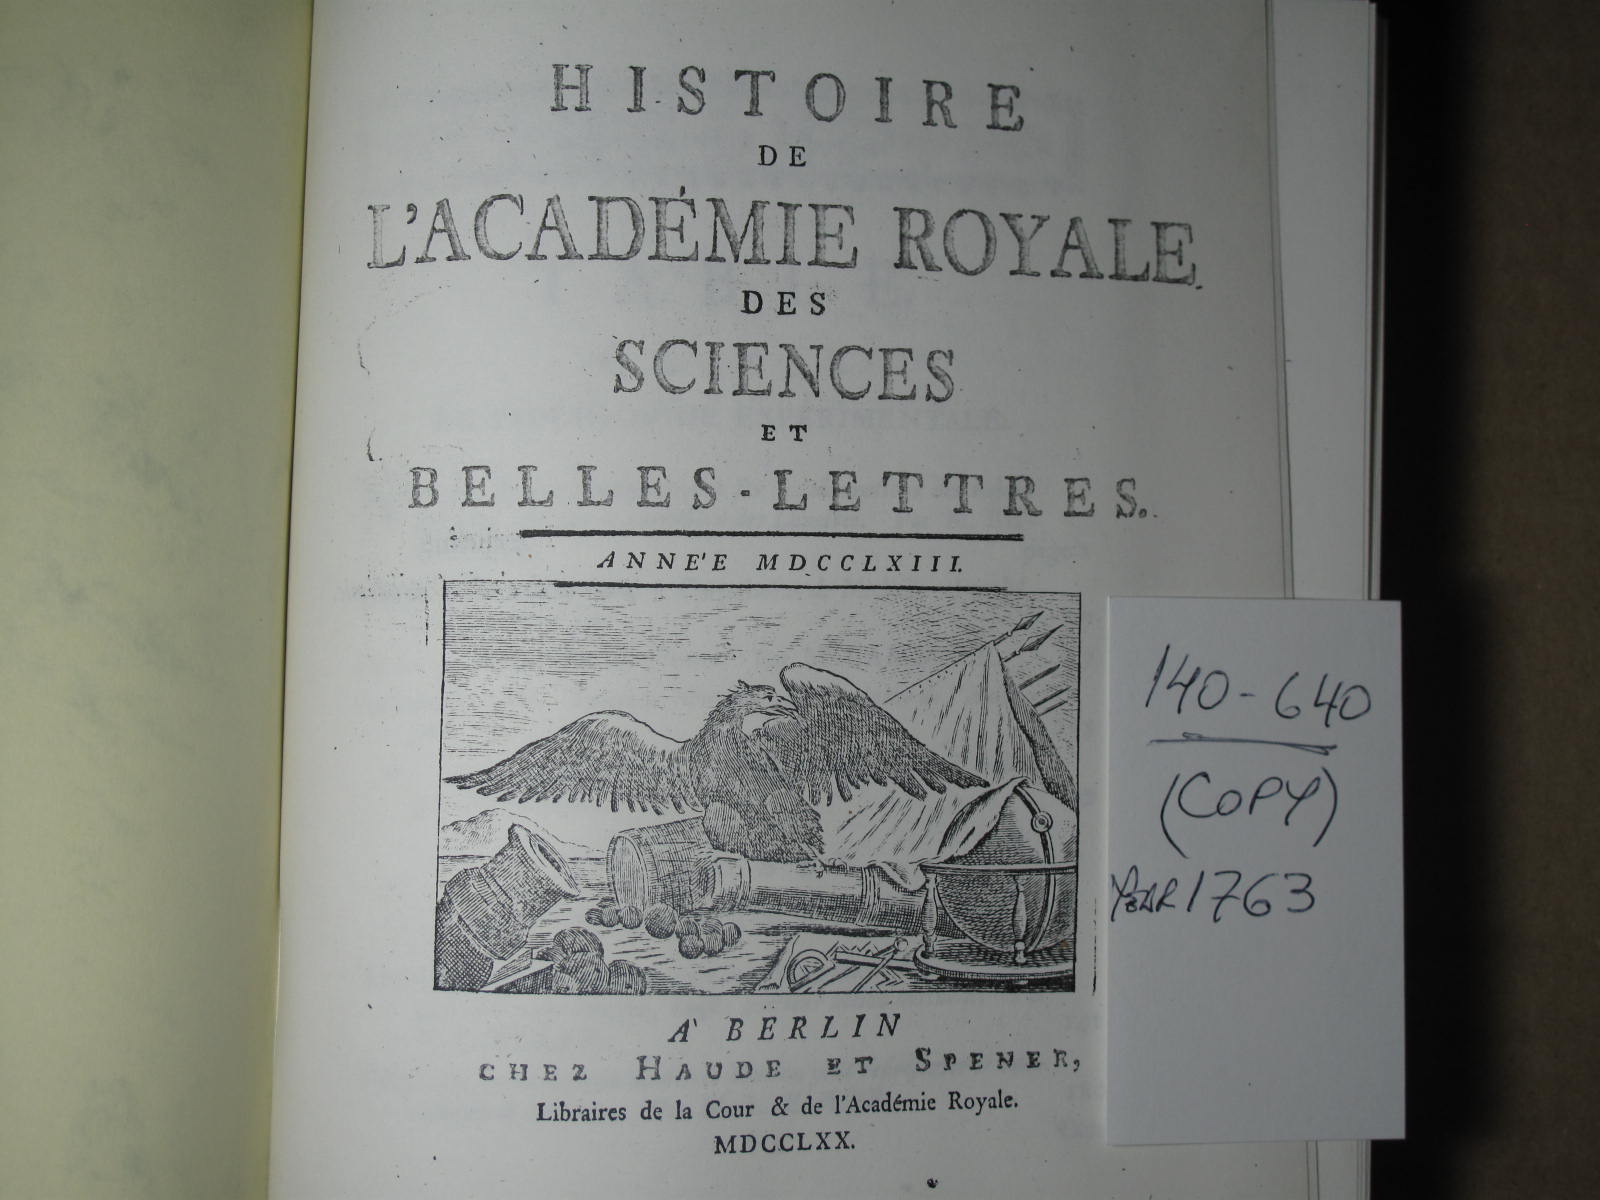 HISTOIRE
DE
L'ACADÉMIE ROYALE
DES
SCIENCES
ET
BELLES-LETTRES.
ANNÉE MDCCLXIII.
À BERLIN
CHEZ HAUDE ET SPENER,
Libraires de la Cour & de l'Académie Royale.
MDCCLXX.
140-640
(COPY)
YEAR 1763